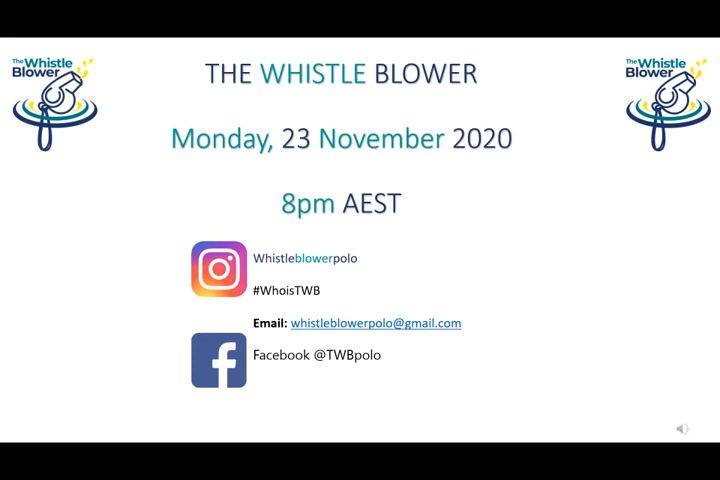 The Whistle
Blower
The Whistle
Blower
THE WHISTLE BLOWER
Monday, 23 November 2020
8pm AEST
Whistleblowerpolo
#WhoisTWB
Email: whistleblowerpolo@gmail.com
Facebook @TWBpolo